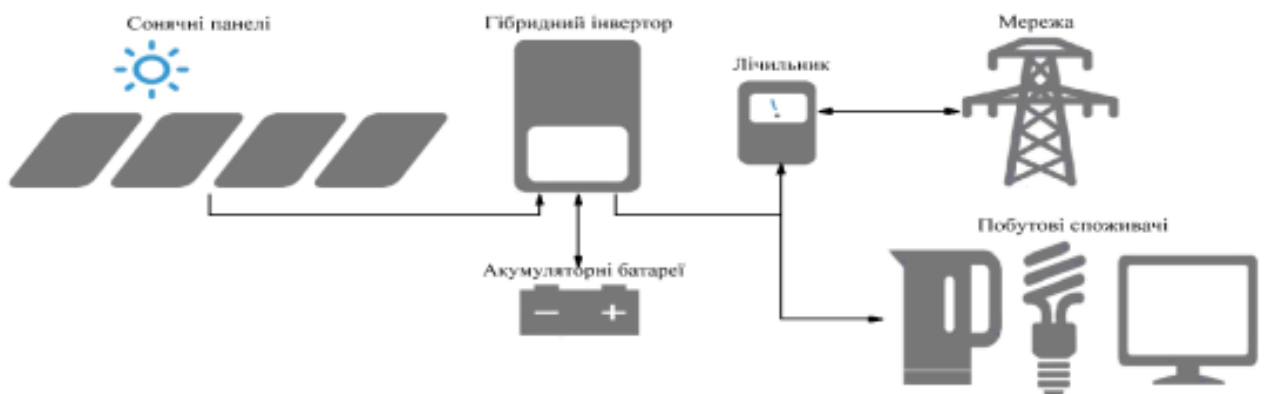 Сонячні панелі
Гібридний інвертор
Мережа
Лічильник
Побутові споживачі
Акумуляторні батареї